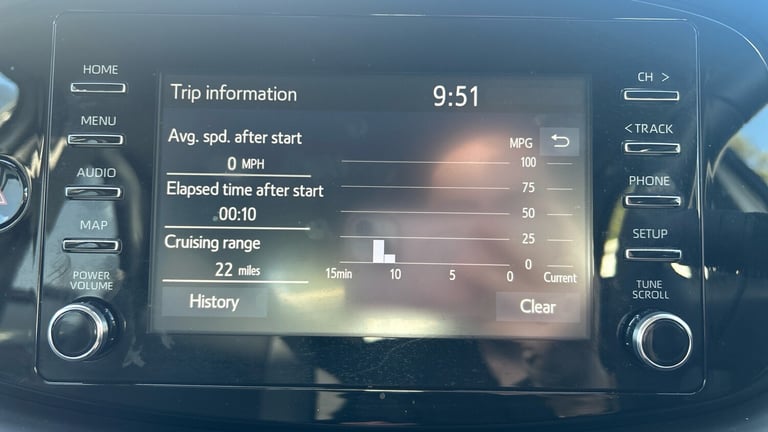 HOME
MENU
AUDIO
MAP
POWER
VOLUME
Trip information
9:51
Avg. spd. after start
0 MPH
Elapsed time after start
00:10
Cruising range
22 miles
MPG
100
75
50
25
0
15min 10 5 0 Current
History
Clear
CH >
< TRACK
PHONE
SETUP
TUNE
SCROLL